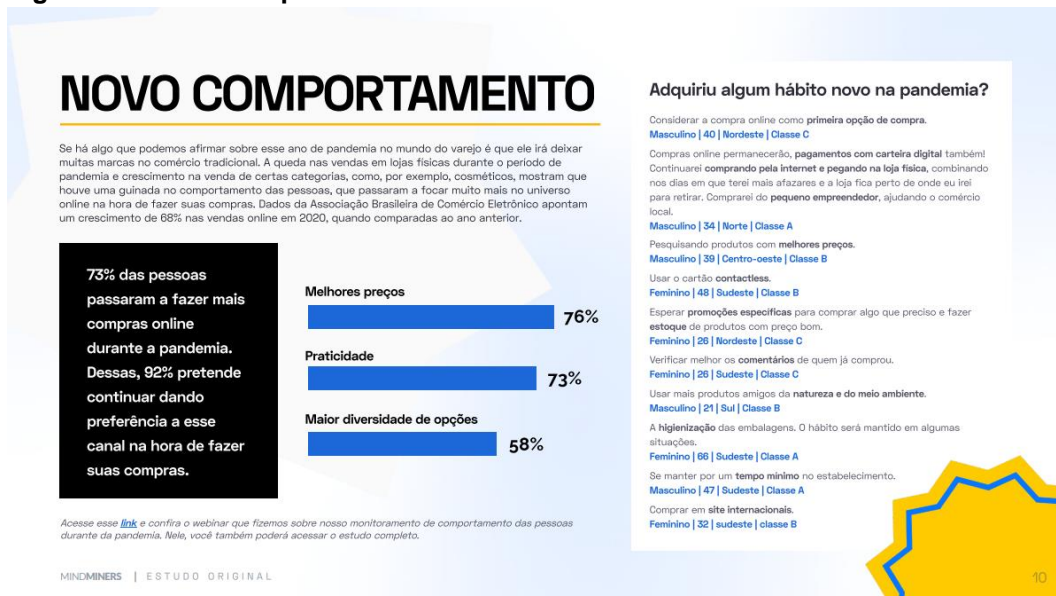 NOVO COMPORTAMENTO
Se há algo que podemos afirmar sobre esse ano de pandemia no mundo do varejo é que ele irá deixar
muitas marcas no comércio tradicional. A queda nas vendas em lojas físicas durante o período de
pandemia e crescimento na venda de certas categorias, como, por exemplo, cosméticos, mostram que
houve uma guinada no comportamento das pessoas, que passaram a focar muito mais no universo
online na hora de fazer suas compras. Dados da Associação Brasileira de Comércio Eletrônico apontam
um crescimento de 68% nas vendas online em 2020, quando comparadas ao ano anterior.
73% das pessoas
passaram a fazer mais
compras online
durante a pandemia.
Dessas, 92% pretende
continuar dando
preferência a esse
canal na hora de fazer
suas compras.
Melhores preços
76%
Praticidade
73%
Maior diversidade de opções
58%
Acesse esse link e confira o webinar que fizemos sobre nosso monitoramento de comportamento das pessoas
durante da pandemia. Nele, você também poderá acessar o estudo completo.
Adquiriu algum hábito novo na pandemia?
Considerar a compra online como primeira opção de compra.
Masculino | 40 | Nordeste | Classe C
Compras online permanecerão, pagamentos com carteira digital também!
Continuarei comprando pela internet e pegando na loja física, combinando
nos dias em que terei mais afazares e a loja fica perto de onde eu irei
para retirar. Comprarei do pequeno empreendedor, ajudando o comércio
local.
Masculino | 34 | Norte | Classe A
Pesquisando produtos com melhores preços.
Masculino | 39 | Centro-oeste | Classe B
Usar o cartão contactless.
Feminino | 48 | Sudeste | Classe B
Esperar promoções específicas para comprar algo que preciso e fazer
estoque de produtos com preço bom.
Feminino | 26 | Nordeste | Classe C
Verificar melhor os comentários de quem já comprou.
Feminino | 26 | Sudeste | Classe C
Usar mais produtos amigos da natureza e do meio ambiente.
Masculino | 21 | Sul | Classe B
A higienização das embalagens. O hábito será mantido em algumas
situações.
Feminino | 66 | Sudeste | Classe A
Se manter por um tempo mínimo no estabelecimento.
Masculino | 47 | Sudeste | Classe A
Comprar em site internacionais.
Feminino | 32 | sudeste | classe B
MINDMINERS | ESTUDO ORIGINAL
10